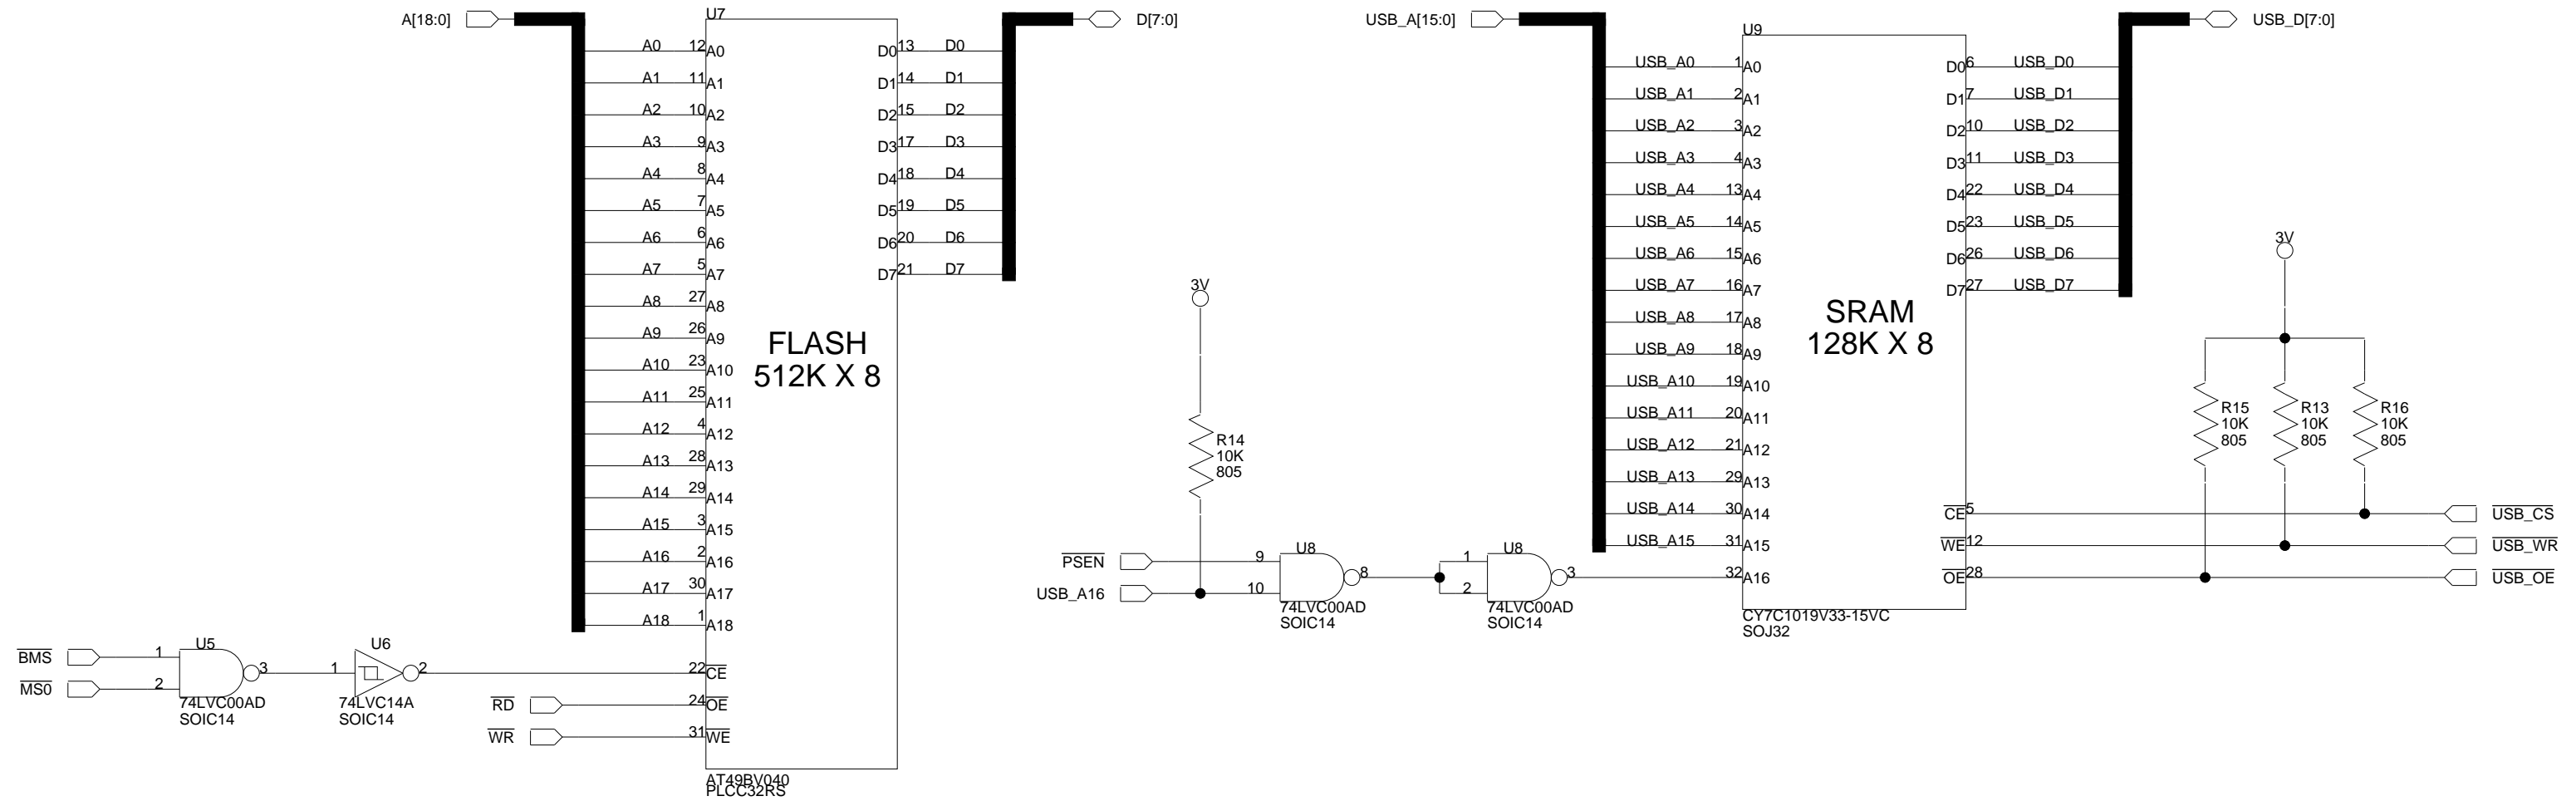 A[18:0]
D[7:0]
USB_A[15:0]
USB_D[7:0]
U7
A0 12 A0 D0 13 D0
A1 11 A1 D1 14 D1
A2 10 A2 D2 15 D2
A3 9 A3 D3 17 D3
A4 8 A4 D4 18 D4
A5 7 A5 D5 19 D5
A6 6 A6 D6 20 D6
A7 5 A7 D7 21 D7
A8 27 A8
A9 26 A9
A10 23 A10
A11 25 A11
A12 4 A12
A13 28 A13
A14 29 A14
A15 3 A15
A16 2 A16
A17 30 A17
A18 1 A18
FLASH
512K X 8
22 CE
24 OE
31 WE
AT49BV040
PLCC32RS
BMS 1
MS0 2
U5
3
74LVC00AD
SOIC14
U6
1 2
74LVC14A
SOIC14
RD
WR
3V
R14
10K
805
PSEN 9
USB_A16 10
U8
8
74LVC00AD
SOIC14
U8
1
2
3
74LVC00AD
SOIC14
U9
USB_A0 1 A0 D0 6 USB_D0
USB_A1 2 A1 D1 7 USB_D1
USB_A2 3 A2 D2 10 USB_D2
USB_A3 4 A3 D3 11 USB_D3
USB_A4 13 A4 D4 22 USB_D4
USB_A5 14 A5 D5 23 USB_D5
USB_A6 15 A6 D6 26 USB_D6
USB_A7 16 A7 D7 27 USB_D7
USB_A8 17 A8
USB_A9 18 A9
USB_A10 19 A10
USB_A11 20 A11
USB_A12 21 A12
USB_A13 29 A13
USB_A14 30 A14
USB_A15 31 A15
32 A16
SRAM
128K X 8
CE 5 USB_CS
WE 12 USB_WR
OE 28 USB_OE
CY7C1019V33-15VC
SOJ32
3V
R15
10K
805
R13
10K
805
R16
10K
805